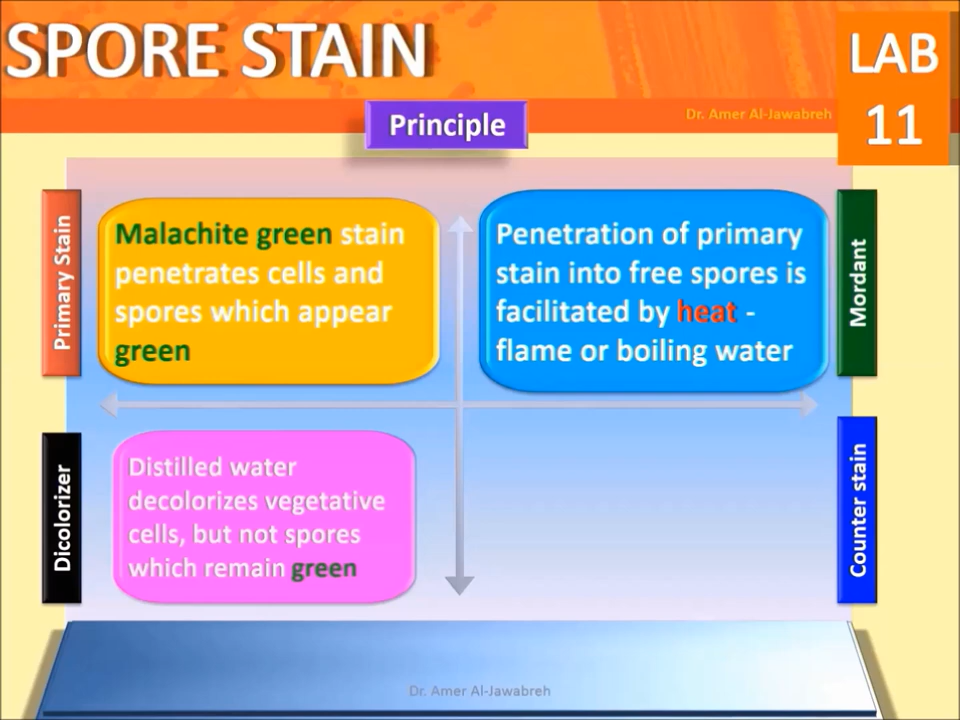 SPORE STAIN
LAB
11
Dr. Amer Al-Jawabreh
Principle
Primary Stain
Malachite green stain
penetrates cells and
spores which appear
green
Penetration of primary
stain into free spores is
facilitated by heat -
flame or boiling water
Mordant
Dicolorizer
Distilled water
decolorizes vegetative
cells, but not spores
which remain green
Counter stain
Dr. Amer Al-Jawabreh